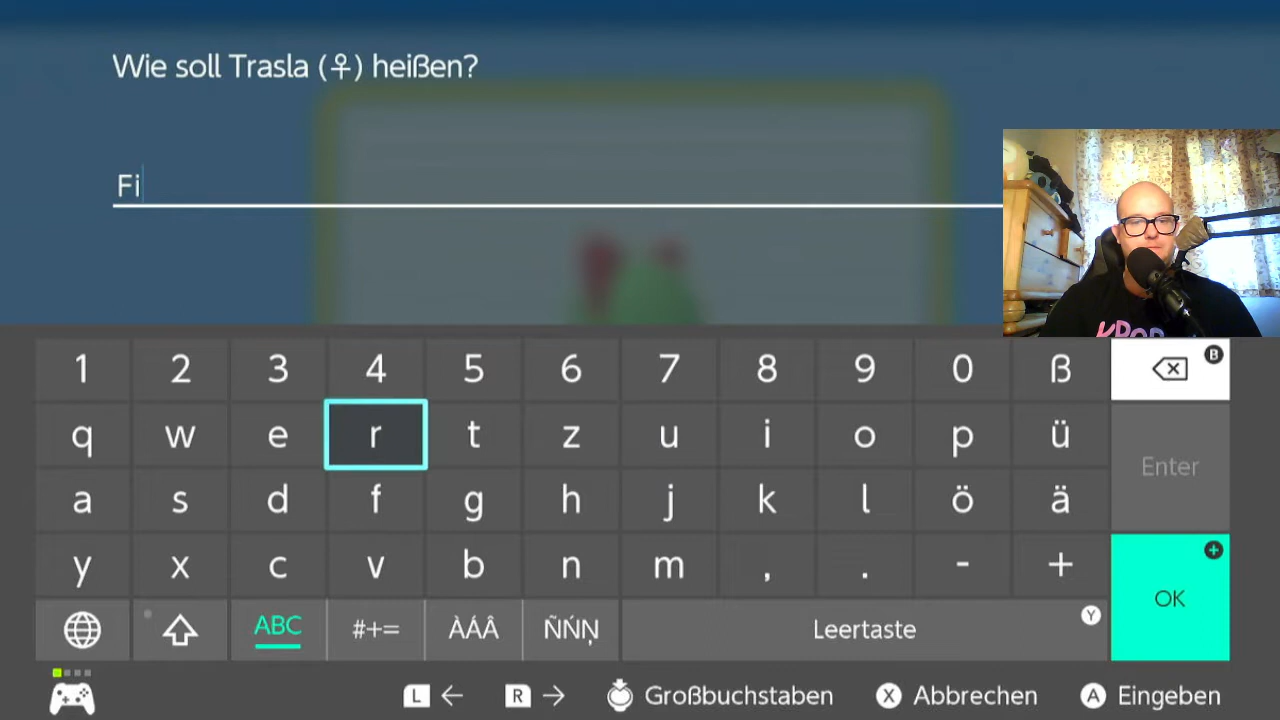 Wie soll Trasla (♀) heißen?
Fi
KPOP
1 2 3 4 5 6 7 8 9 0 ß B
q w e r t z u i o p ü Enter
a s d f g h j k l ö ä
y x c v b n m , . - + OK
ABC #+= ÀÁÂ ÑŃŅ Leertaste Y
L ← R → Großbuchstaben X Abbrechen A Eingeben